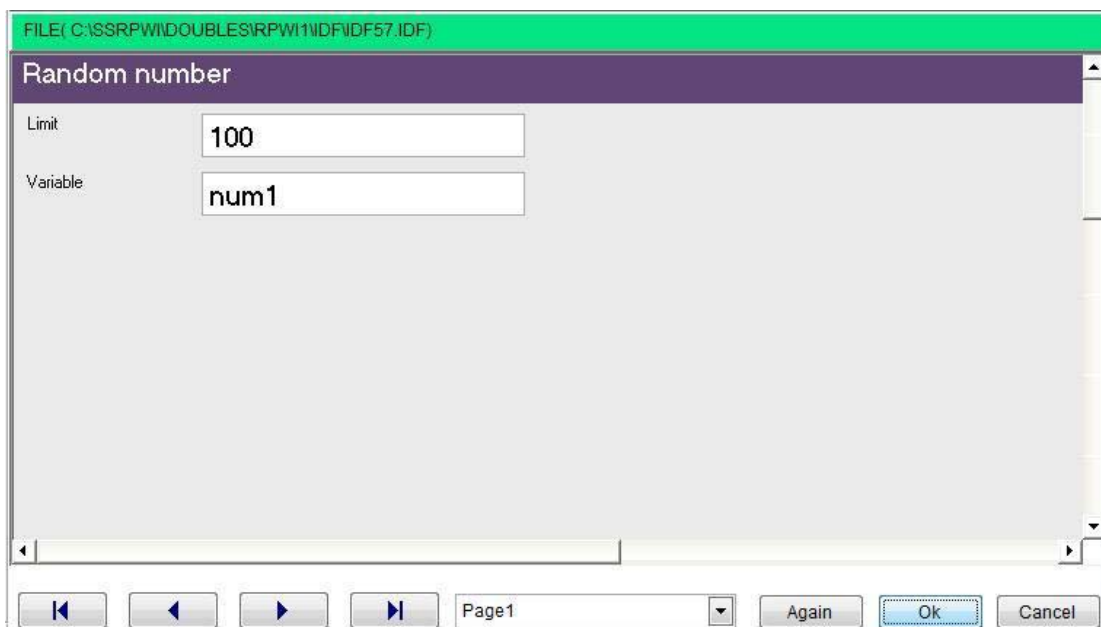 FILE( C:\SSRPWI\DOUBLES\RPWI1\IDF\IDF57.IDF)
Random number
Limit
100
Variable
num1
Page1
Again
Ok
Cancel